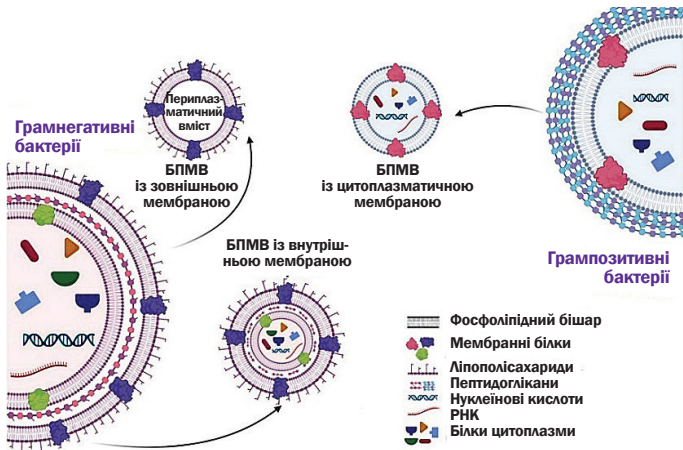 Грамнегативні
бактерії
Периплаз-
матичний
вміст
БПМВ
із зовнішньою
мембраною
БПМВ
із цитоплазматичною
мембраною
БПМВ із внутріш-
ньою мембраною
Грампозитивні
бактерії
Фосфоліпідний бішар
Мембранні білки
Ліпополісахариди
Пептидоглікани
Нуклеїнові кислоти
РНК
Білки цитоплазми